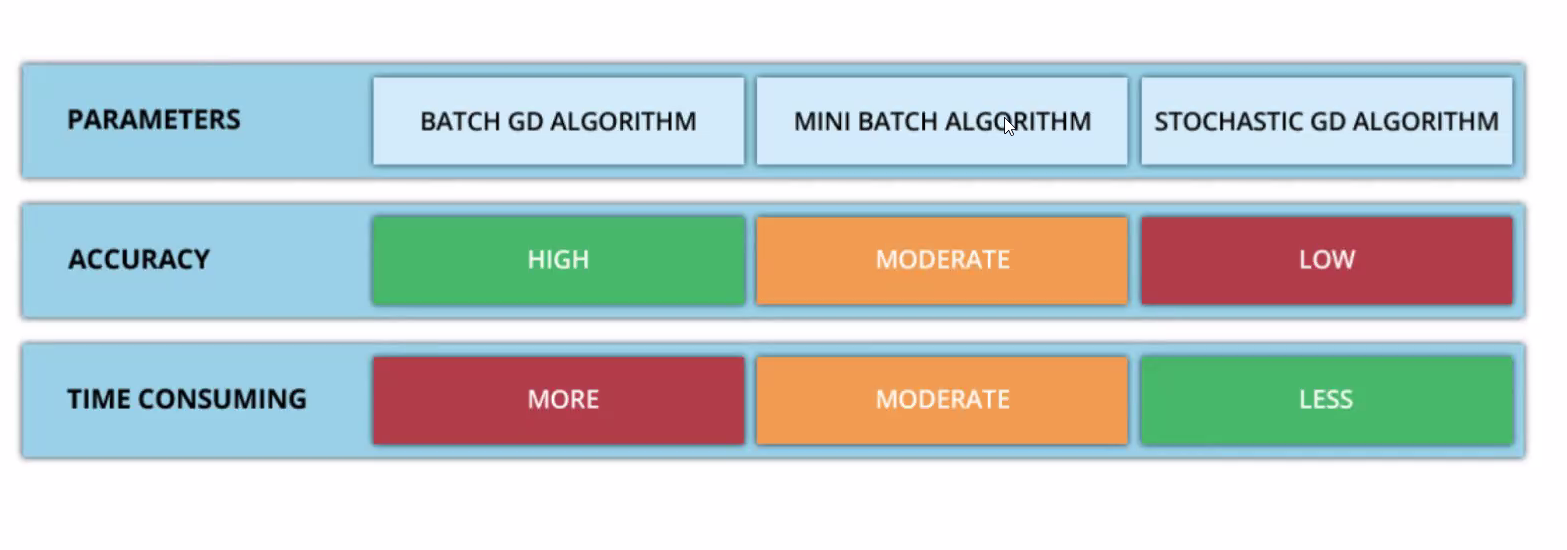 PARAMETERS BATCH GD ALGORITHM MINI BATCH ALGORITHM STOCHASTIC GD ALGORITHM
ACCURACY HIGH MODERATE LOW
TIME CONSUMING MORE MODERATE LESS